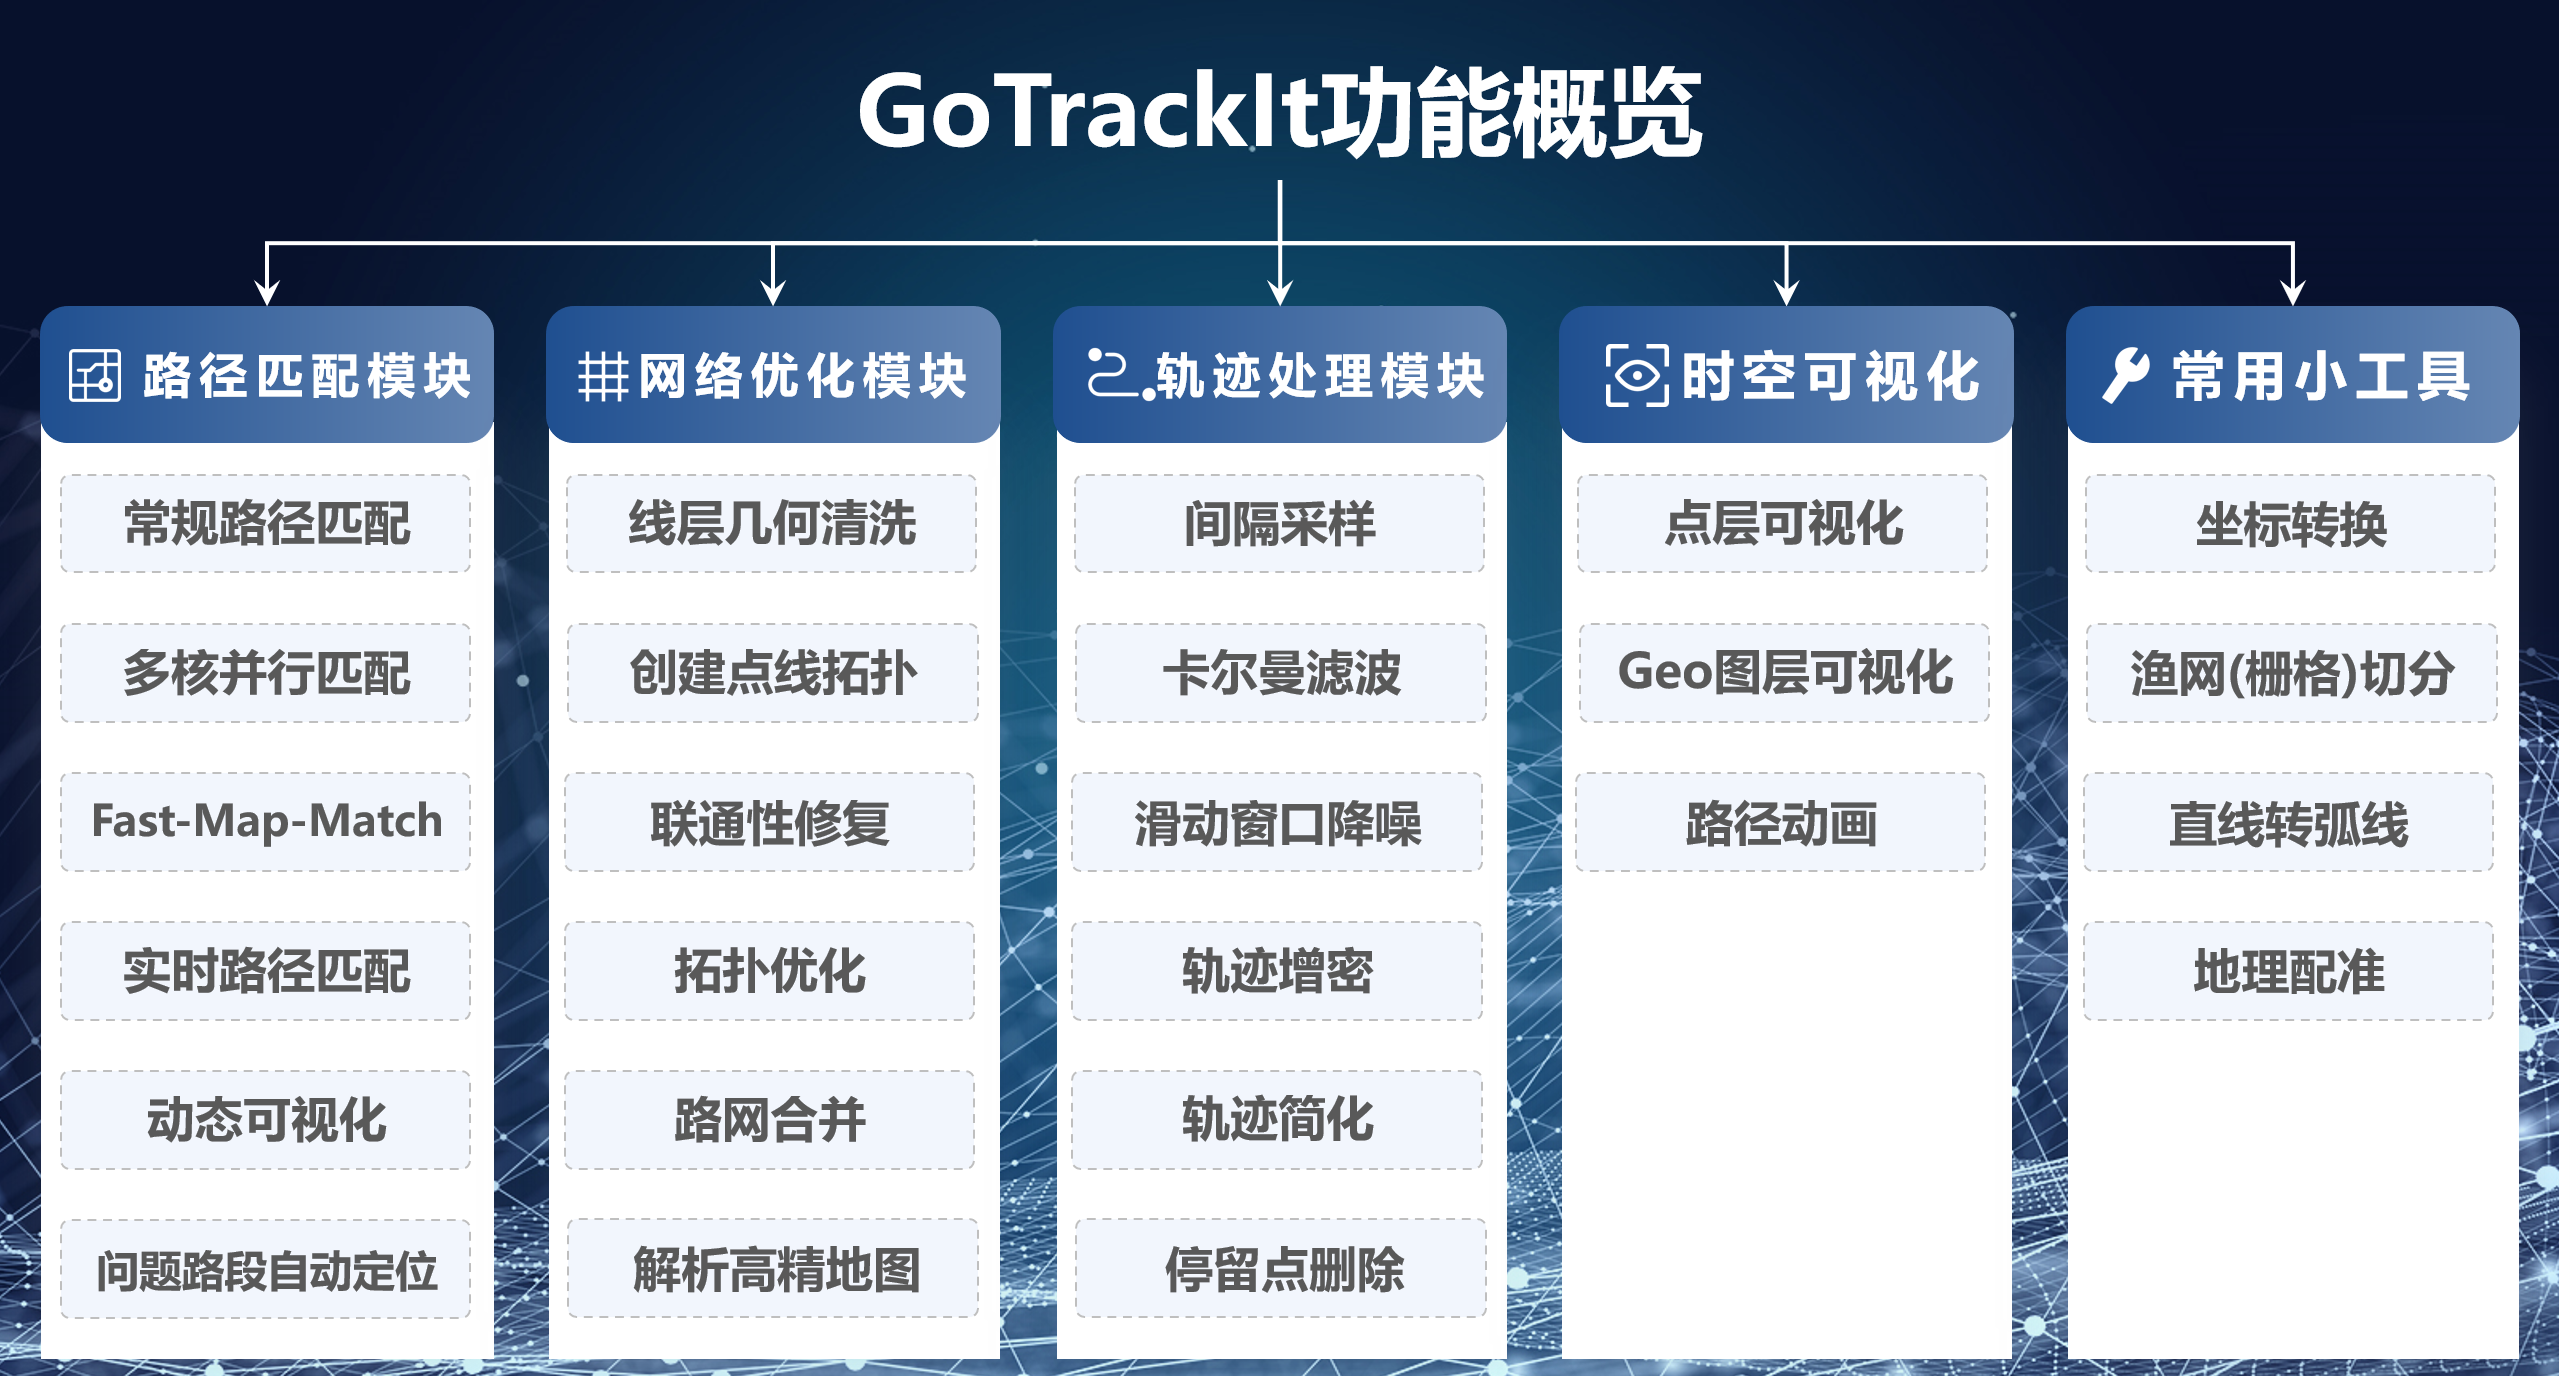 GoTrackIt功能概览
路径匹配模块
常规路径匹配
多核并行匹配
Fast-Map-Match
实时路径匹配
动态可视化
问题路段自动定位
网络优化模块
线层几何清洗
创建点线拓扑
联通性修复
拓扑优化
路网合并
解析高精地图
轨迹处理模块
间隔采样
卡尔曼滤波
滑动窗口降噪
轨迹增密
轨迹简化
停留点删除
时空可视化
点层可视化
Geo图层可视化
路径动画
常用小工具
坐标转换
渔网(栅格)切分
直线转弧线
地理配准